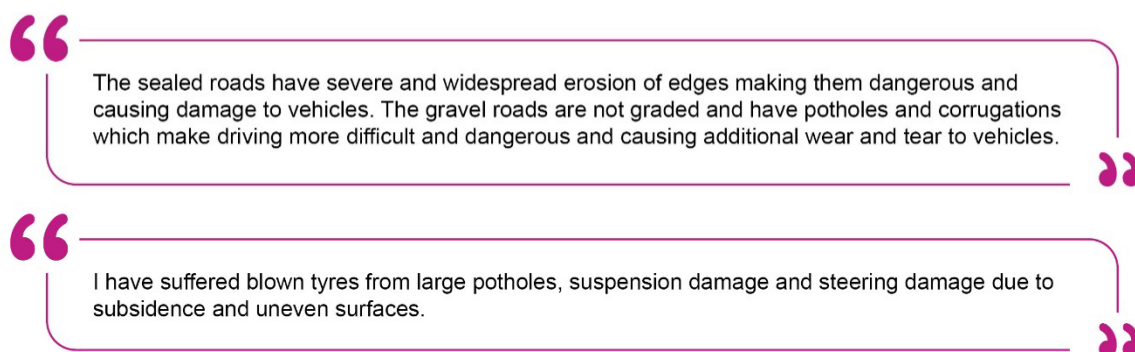 The sealed roads have severe and widespread erosion of edges making them dangerous and
causing damage to vehicles. The gravel roads are not graded and have potholes and corrugations
which make driving more difficult and dangerous and causing additional wear and tear to vehicles.
I have suffered blown tyres from large potholes, suspension damage and steering damage due to
subsidence and uneven surfaces.